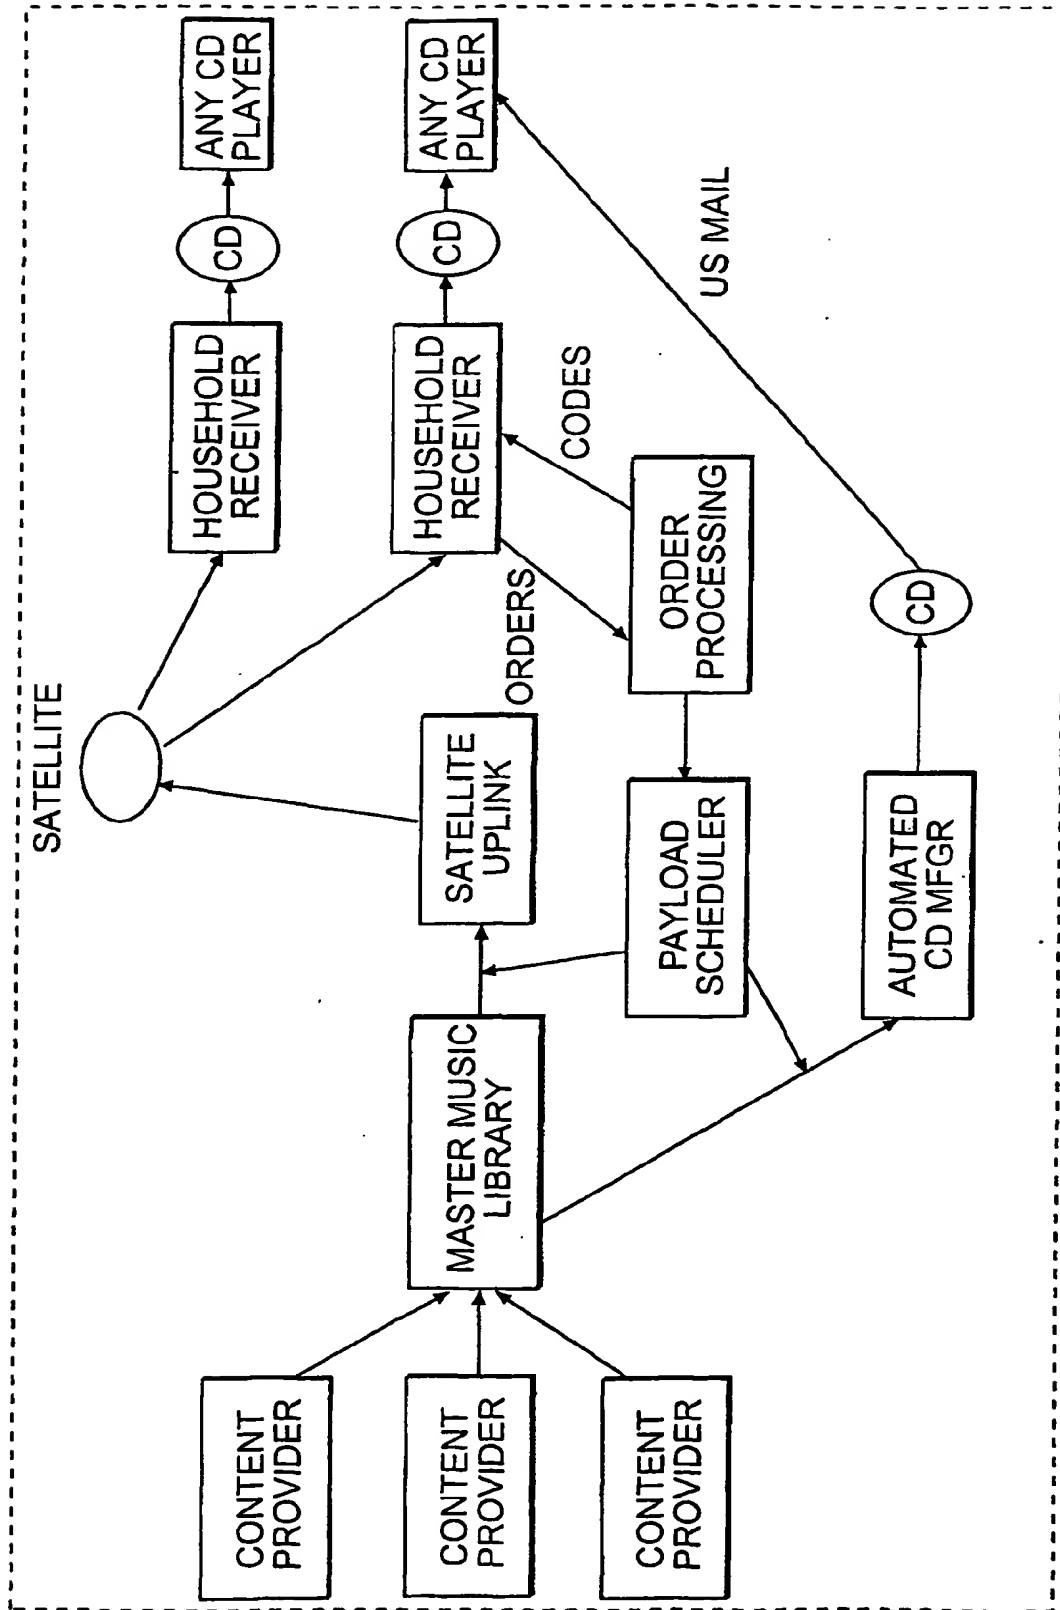 SATELLITE
CONTENT
PROVIDER
CONTENT
PROVIDER
CONTENT
PROVIDER
MASTER MUSIC
LIBRARY
SATELLITE
UPLINK
PAYLOAD
SCHEDULER
AUTOMATED
CD MFGR
ORDERS
ORDER
PROCESSING
CODES
CD
HOUSEHOLD
RECEIVER
HOUSEHOLD
RECEIVER
CD
CD
US MAIL
ANY CD
PLAYER
ANY CD
PLAYER